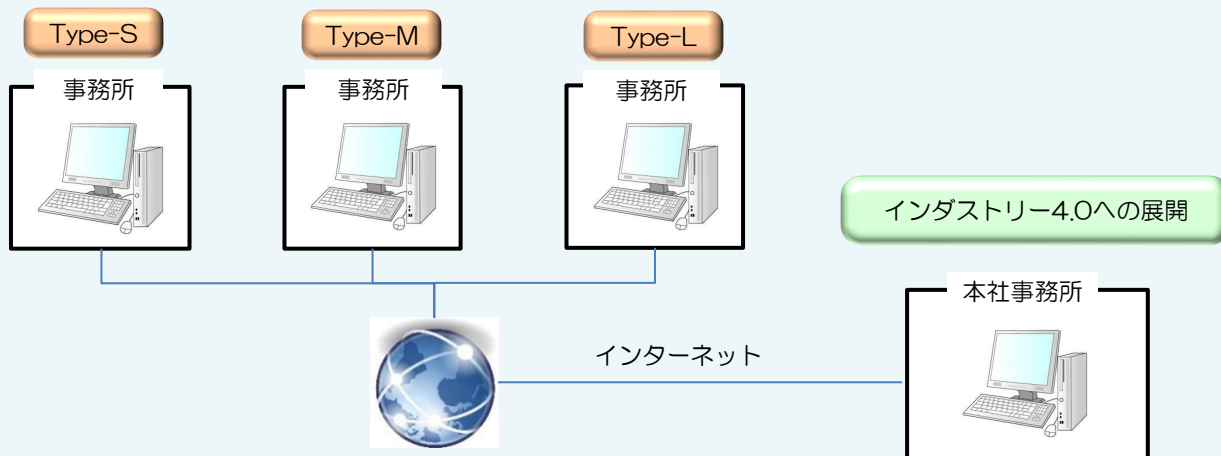 Type-S
Type-M
Type-L
事務所
事務所
事務所
インダストリー4.0への展開
本社事務所
インターネット